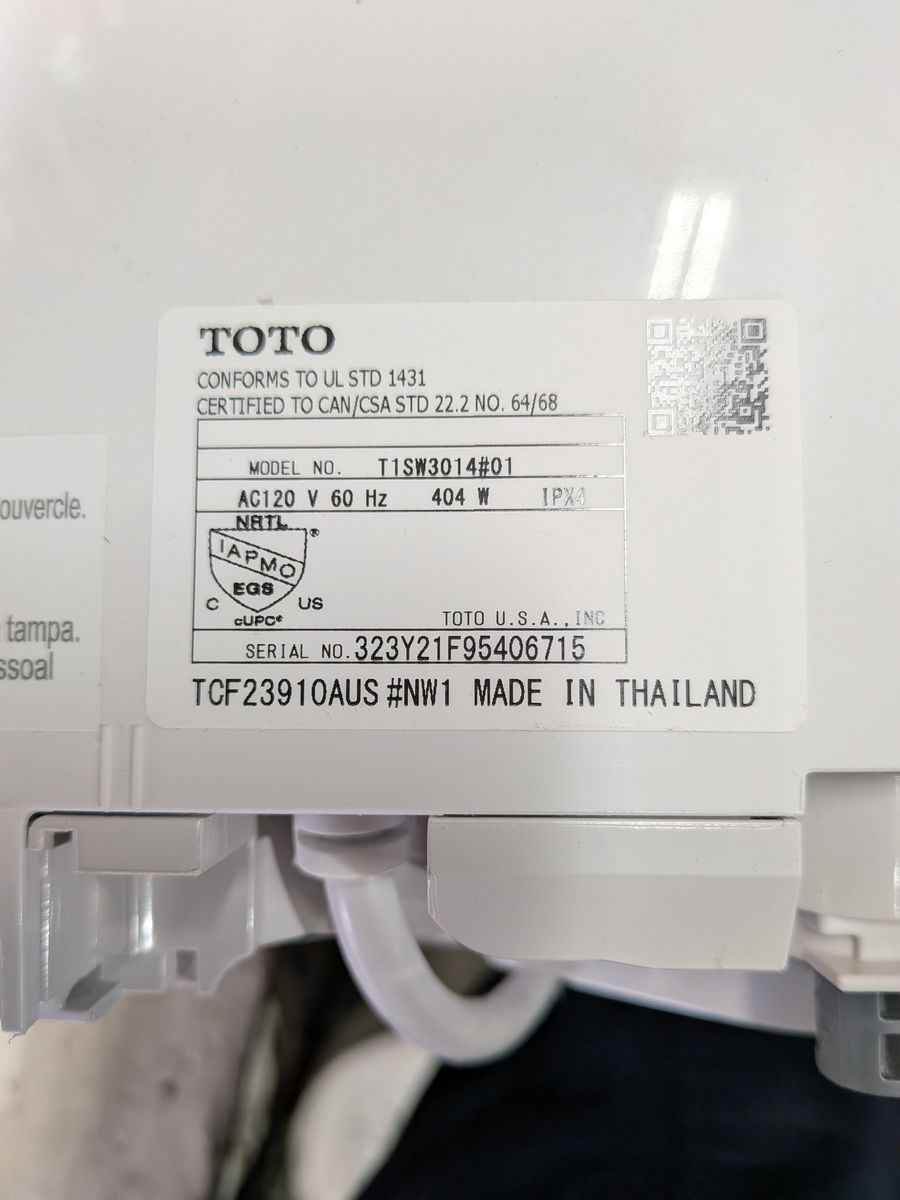 TOTO
CONFORMS TO UL STD 1431
CERTIFIED TO CAN/CSA STD 22.2 NO. 64/68
MODEL NO. T1SW3014#01
AC120 V 60 Hz 404 W IPX4
NRTL
®
IAPMO
EGS
C US
cUPC®
TOTO U.S.A., INC
SERIAL NO. 323Y21F95406715
TCF23910AUS #NW1 MADE IN THAILAND
ouvercle.
tampa.
ssoal